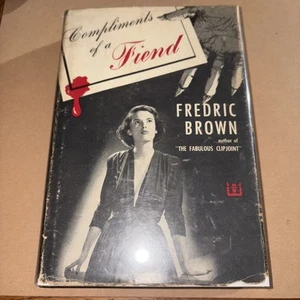 Compliments
of a
Fiend
FREDRIC
BROWN
author of
"THE FABULOUS CLIPJOINT"